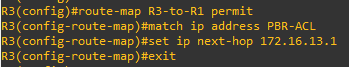 R3(config)#route-map R3-to-R1 permit
R3(config-route-map)#match ip address PBR-ACL
R3(config-route-map)#set ip next-hop 172.16.13.1
R3(config-route-map)#exit